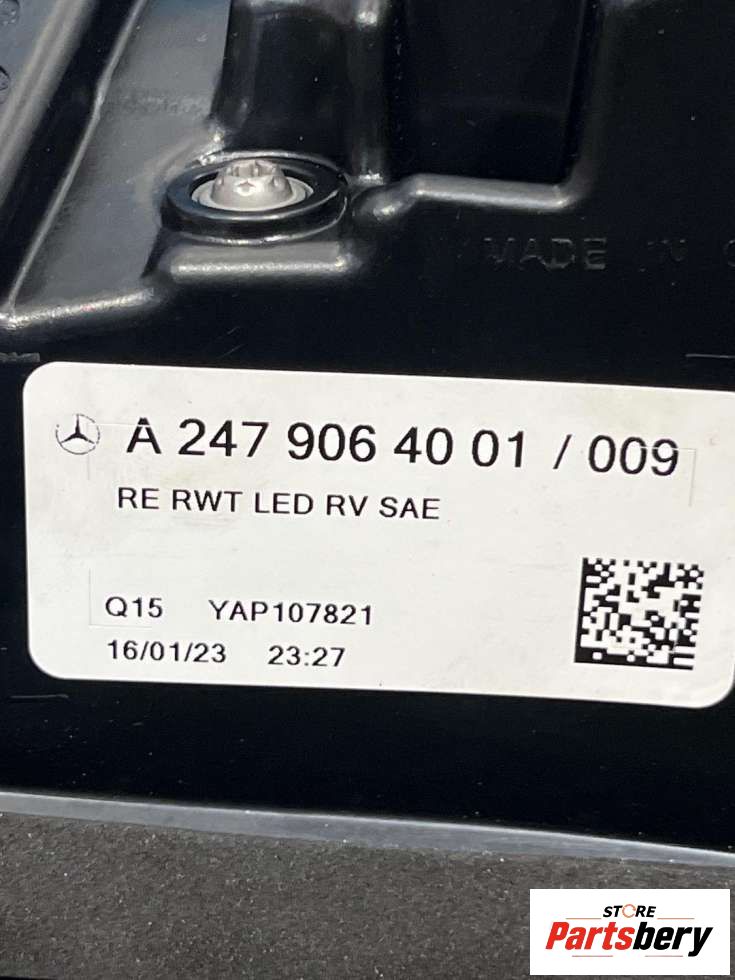 MADE IN
A 247 906 40 01 / 009
RE RWT LED RV SAE
Q15 YAP107821
16/01/23 23:27
STORE
Partsbery